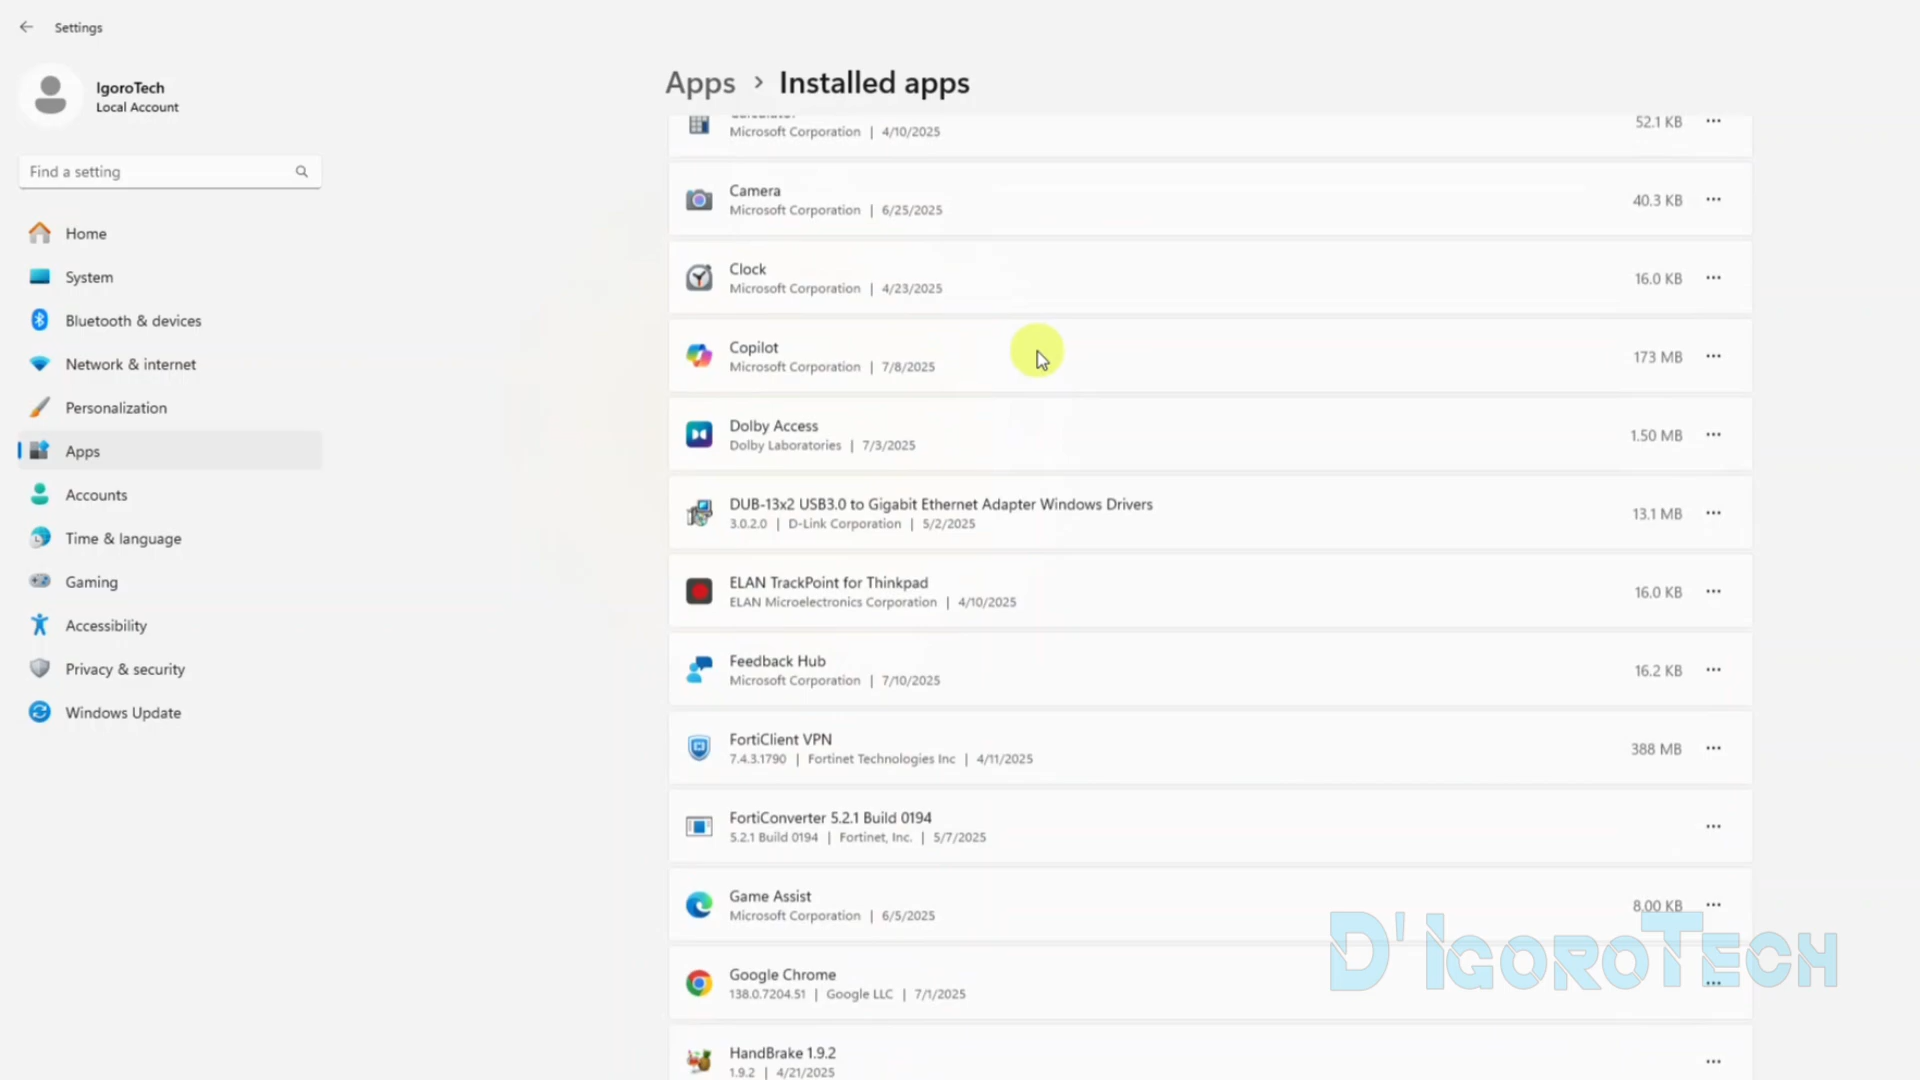 Settings
IgoroTech
Local Account
Find a setting
Home
System
Bluetooth & devices
Network & internet
Personalization
Apps
Accounts
Time & language
Gaming
Accessibility
Privacy & security
Windows Update
Apps > Installed apps
Microsoft Corporation | 4/10/2025
52.1 KB
Camera
Microsoft Corporation | 6/25/2025
40.3 KB
Clock
Microsoft Corporation | 4/23/2025
16.0 KB
Copilot
Microsoft Corporation | 7/8/2025
173 MB
Dolby Access
Dolby Laboratories | 7/3/2025
1.50 MB
DUB-13x2 USB3.0 to Gigabit Ethernet Adapter Windows Drivers
3.0.2.0 | D-Link Corporation | 5/2/2025
13.1 MB
ELAN TrackPoint for Thinkpad
ELAN Microelectronics Corporation | 4/10/2025
16.0 KB
Feedback Hub
Microsoft Corporation | 7/10/2025
16.2 KB
FortiClient VPN
7.4.3.1790 | Fortinet Technologies Inc | 4/11/2025
388 MB
FortiConverter 5.2.1 Build 0194
5.2.1 Build 0194 | Fortinet, Inc. | 5/7/2025
Game Assist
Microsoft Corporation | 6/5/2025
8.00 KB
Google Chrome
138.0.7204.51 | Google LLC | 7/1/2025
HandBrake 1.9.2
1.9.2 | 4/21/2025
D'IgoroTech